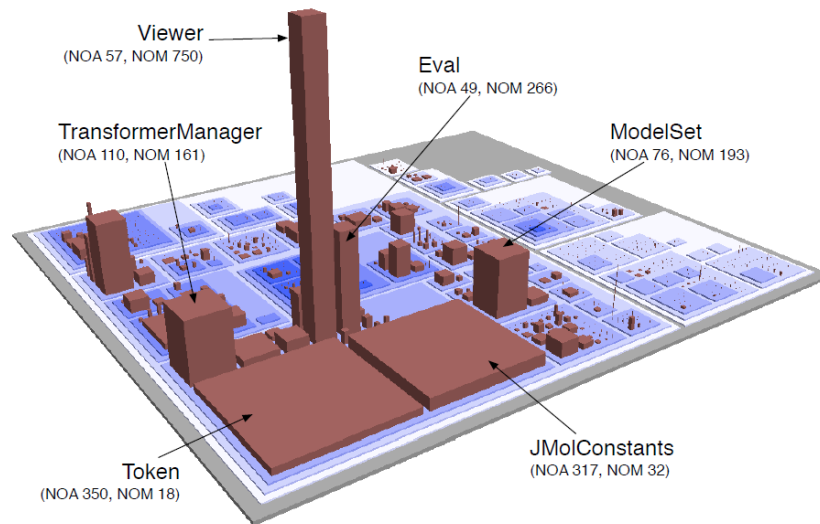 Viewer
(NOA 57, NOM 750)
Eval
(NOA 49, NOM 266)
TransformerManager
(NOA 110, NOM 161)
ModelSet
(NOA 76, NOM 193)
JMolConstants
(NOA 317, NOM 32)
Token
(NOA 350, NOM 18)